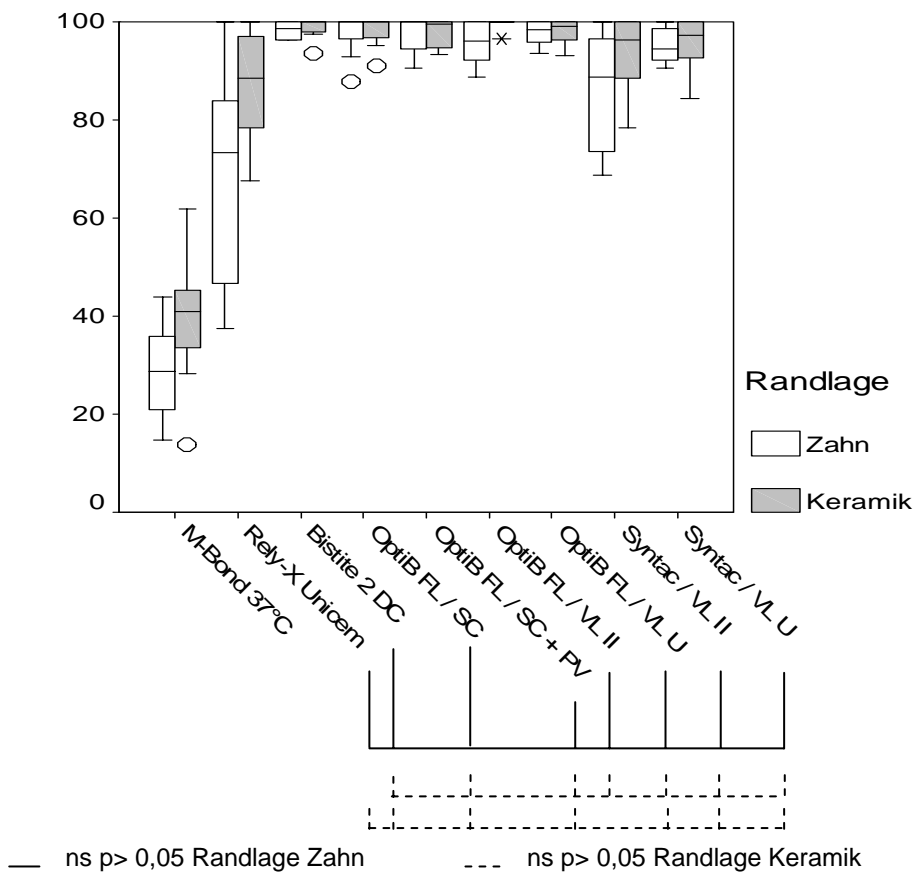 100
80
60
40
20
0
Randlage
Zahn
Keramik
M-Bond 37°C
Rely-X Unicem
Bistite 2 DC
OptiB FL / SC
OptiB FL / SC + PV
OptiB FL / VL II
OptiB FL / VL U
Syntac / VL II
Syntac / VL U
ns p> 0,05 Randlage Zahn
ns p> 0,05 Randlage Keramik